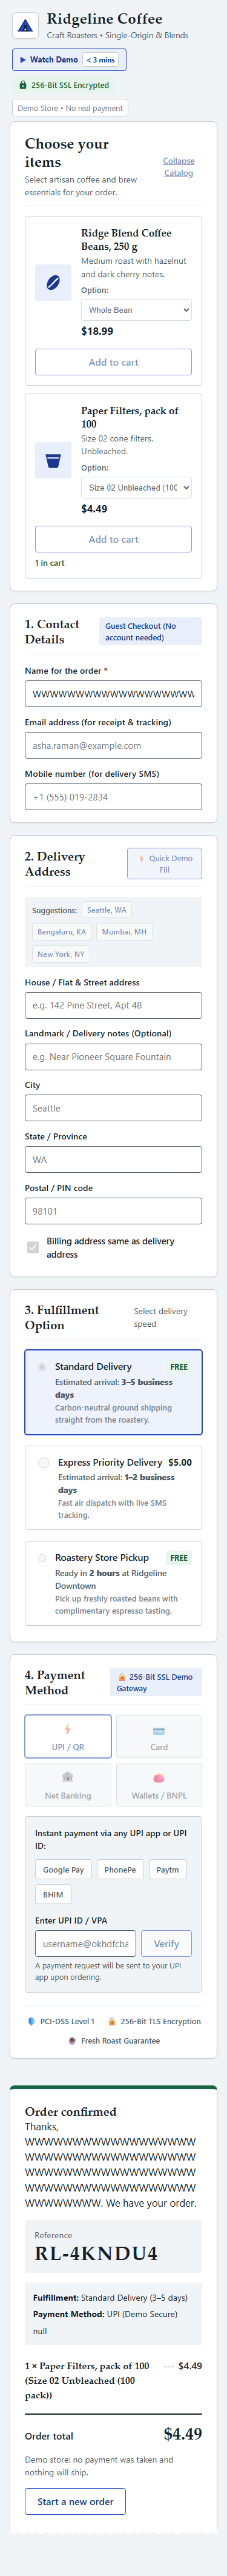 Ridgeline Coffee
Craft Roasters • Single-Origin & Blends
Watch Demo < 3 mins
256-Bit SSL Encrypted
Demo Store • No real payment
Choose your
items
Collapse
Catalog
Select artisan coffee and brew
essentials for your order.
Ridge Blend Coffee
Beans, 250 g
Medium roast with hazelnut
and dark cherry notes.
Option:
Whole Bean
$18.99
Add to cart
Paper Filters, pack of
100
Size 02 cone filters.
Unbleached.
Option:
Size 02 Unbleached (100
$4.49
Add to cart
1 in cart
1. Contact
Details
Guest Checkout (No
account needed)
Name for the order *
Email address (for receipt & tracking)
asha.raman@example.com
Mobile number (for delivery SMS)
+1 (555) 019-2834
2. Delivery
Address
Quick Demo
Fill
Suggestions: Seattle, WA
Bengaluru, KA Mumbai, MH
New York, NY
House / Flat & Street address
e.g. 142 Pine Street, Apt 4B
Landmark / Delivery notes (Optional)
e.g. Near Pioneer Square Fountain
City
Seattle
State / Province
WA
Postal / PIN code
98101
Billing address same as delivery
address
3. Fulfillment
Option
Select delivery
speed
Standard Delivery FREE
Estimated arrival: 3–5 business
days
Carbon-neutral ground shipping
straight from the roastery.
Express Priority Delivery $5.00
Estimated arrival: 1–2 business
days
Fast air dispatch with live SMS
tracking.
Roastery Store Pickup FREE
Ready in 2 hours at Ridgeline
Downtown
Pick up freshly roasted beans with
complimentary espresso tasting.
4. Payment
Method
256-Bit SSL Demo
Gateway
UPI / QR Card
Net Banking Wallets / BNPL
Instant payment via any UPI app or UPI
ID:
Google Pay PhonePe Paytm
BHIM
Enter UPI ID / VPA
username@okhdfcba Verify
A payment request will be sent to your UPI
app upon ordering.
PCI-DSS Level 1 256-Bit TLS Encryption
Fresh Roast Guarantee
Order confirmed
Thanks,
We have your order.
Reference
RL-4KNDU4
Fulfillment: Standard Delivery (3–5 days)
Payment Method: UPI (Demo Secure)
null
1 × Paper Filters, pack of 100 $4.49
(Size 02 Unbleached (100
pack))
Order total $4.49
Demo store: no payment was taken and
nothing will ship.
Start a new order